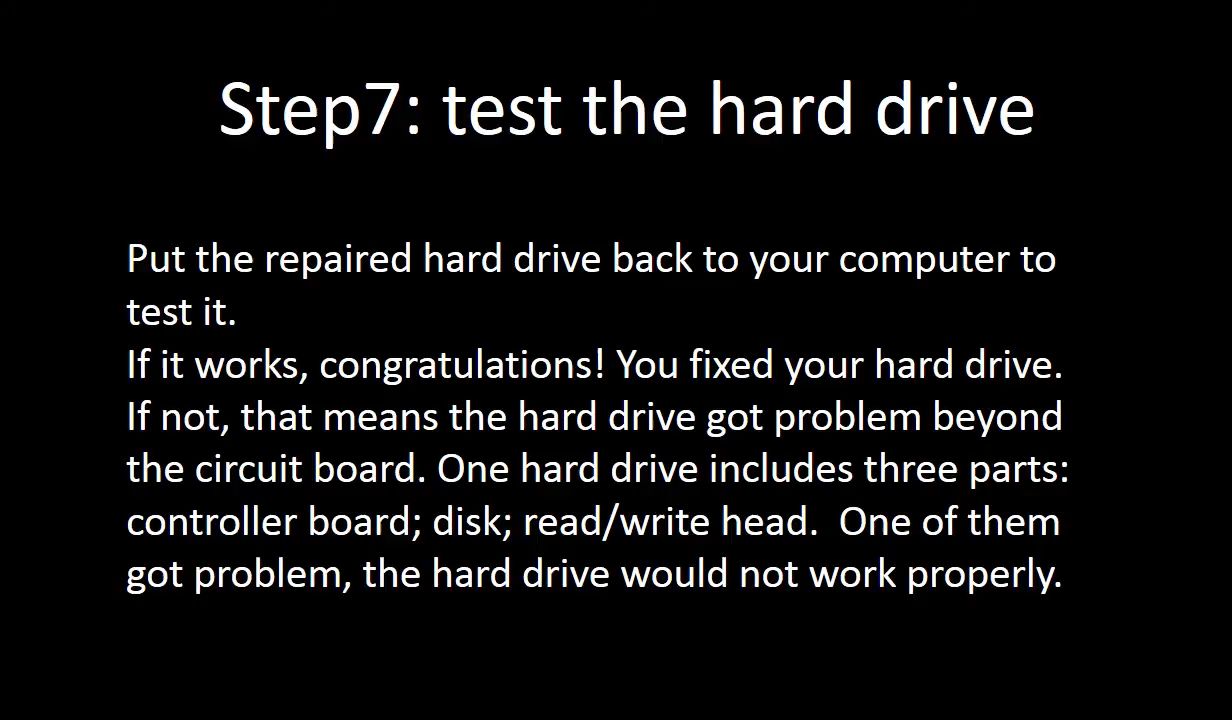 Step7: test the hard drive
Put the repaired hard drive back to your computer to
test it.
If it works, congratulations! You fixed your hard drive.
If not, that means the hard drive got problem beyond
the circuit board. One hard drive includes three parts:
controller board; disk; read/write head.  One of them
got problem, the hard drive would not work properly.